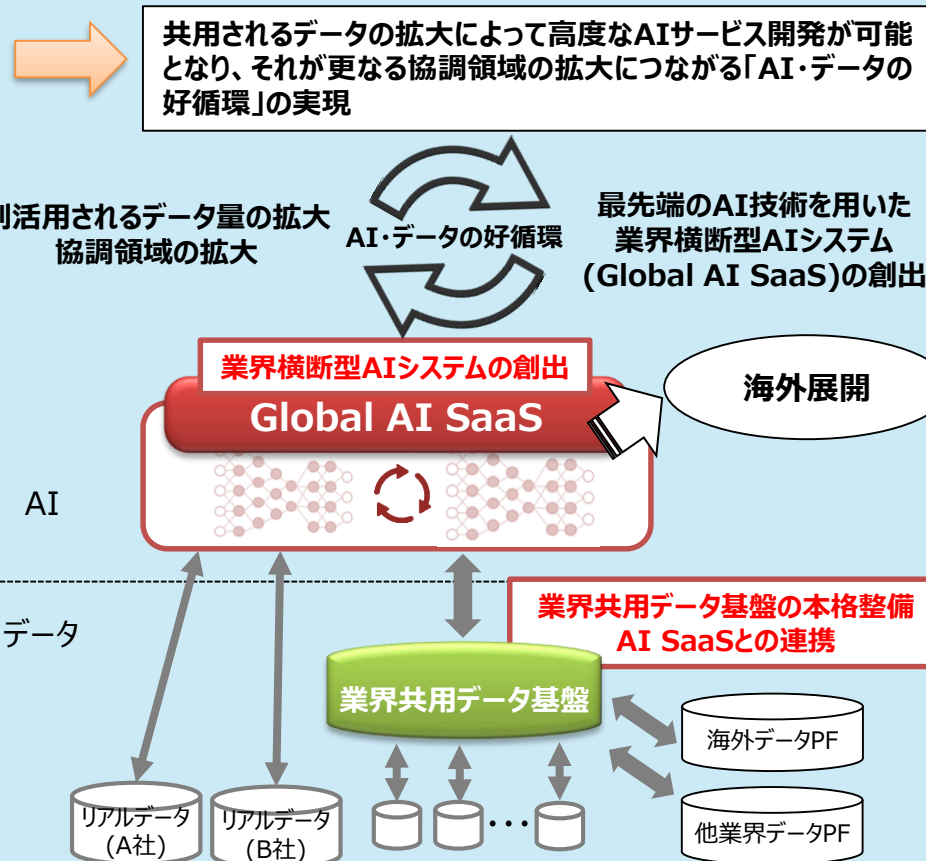 共用されるデータの拡大によって高度なAIサービス開発が可能
となり、それが更なる協調領域の拡大につながる「AI・データの
好循環」の実現
利活用されるデータ量の拡大
協調領域の拡大
AI・データの好循環
最先端のAI技術を用いた
業界横断型AIシステム
(Global AI SaaS)の創出
業界横断型AIシステムの創出
Global AI SaaS
海外展開
AI
データ
業界共用データ基盤の本格整備
AI SaaSとの連携
業界共用データ基盤
海外データPF
他業界データPF
リアルデータ
(A社)
リアルデータ
(B社)
・・・